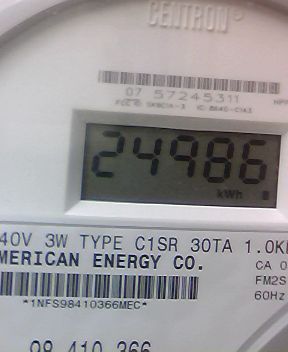 CENTRON
07 57245311
24986
kWh
40V 3W TYPE C1SR 30TA 1.0K
MERICAN ENERGY CO.
CA 0
FM2S
60Hz
*1NFS98410366MEC*
98 410 366